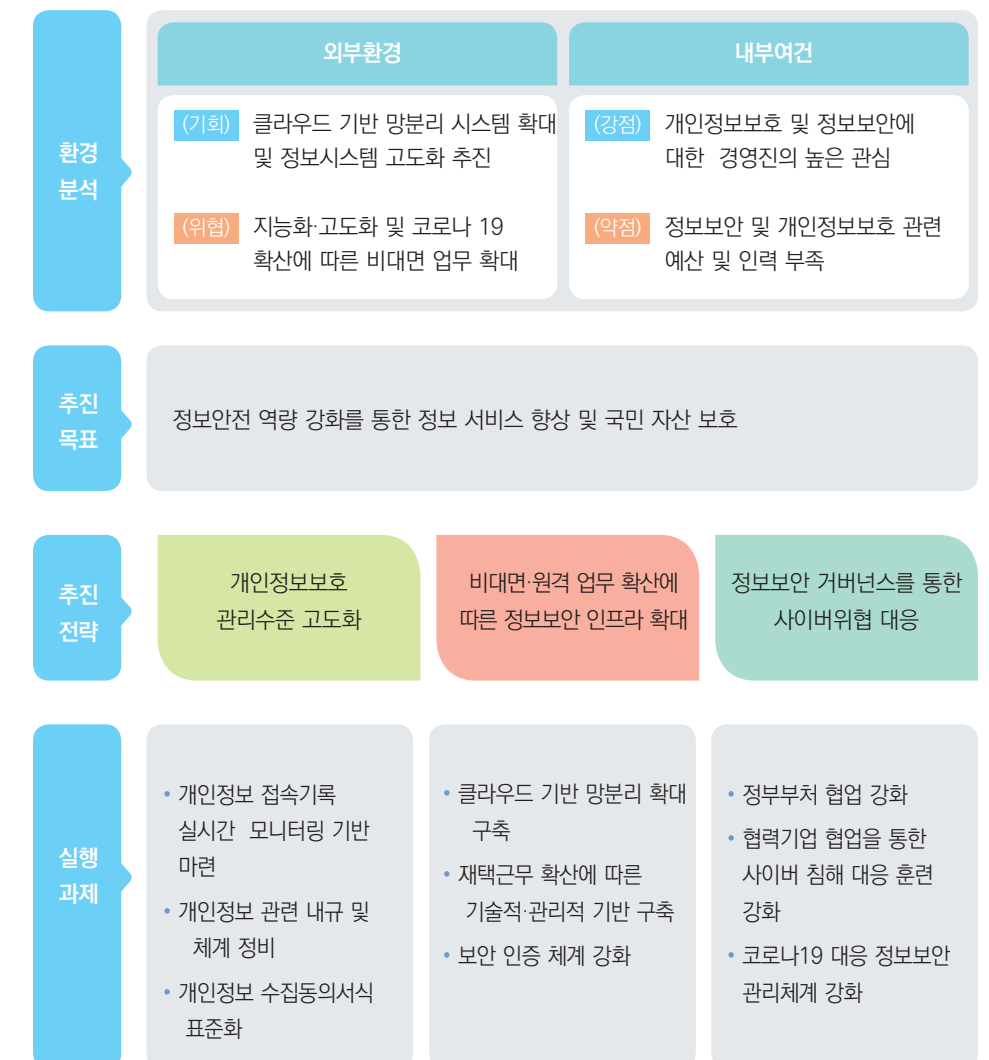 환경
분석
외부환경
(기회) 클라우드 기반 망분리 시스템 확대
및 정보시스템 고도화 추진
(위협) 지능화·고도화 및 코로나 19
확산에 따른 비대면 업무 확대
내부여건
(강점) 개인정보보호 및 정보보안에
대한 경영진의 높은 관심
(약점) 정보보안 및 개인정보보호 관련
예산 및 인력 부족
추진
목표
정보안전 역량 강화를 통한 정보 서비스 향상 및 국민 자산 보호
추진
전략
개인정보보호
관리수준 고도화
비대면·원격 업무 확산에
따른 정보보안 인프라 확대
정보보안 거버넌스를 통한
사이버위협 대응
실행
과제
• 개인정보 접속기록
실시간 모니터링 기반
마련
• 개인정보 관련 내규 및
체계 정비
• 개인정보 수집동의서식
표준화
• 클라우드 기반 망분리 확대
구축
• 재택근무 확산에 따른
기술적·관리적 기반 구축
• 보안 인증 체계 강화
• 정부부처 협업 강화
• 협력기업 협업을 통한
사이버 침해 대응 훈련
강화
• 코로나19 대응 정보보안
관리체계 강화